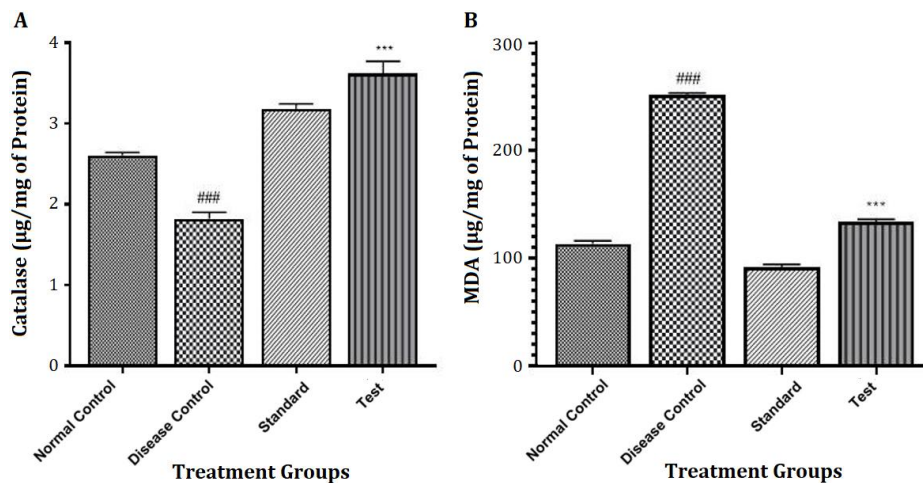 A
Catalase (µg/mg of Protein)
4
3
2
1
0
###
***
Normal Control
Disease Control
Standard
Test
Treatment Groups
B
MDA (µg/mg of Protein)
300
200
100
0
###
***
Normal Control
Disease Control
Standard
Test
Treatment Groups